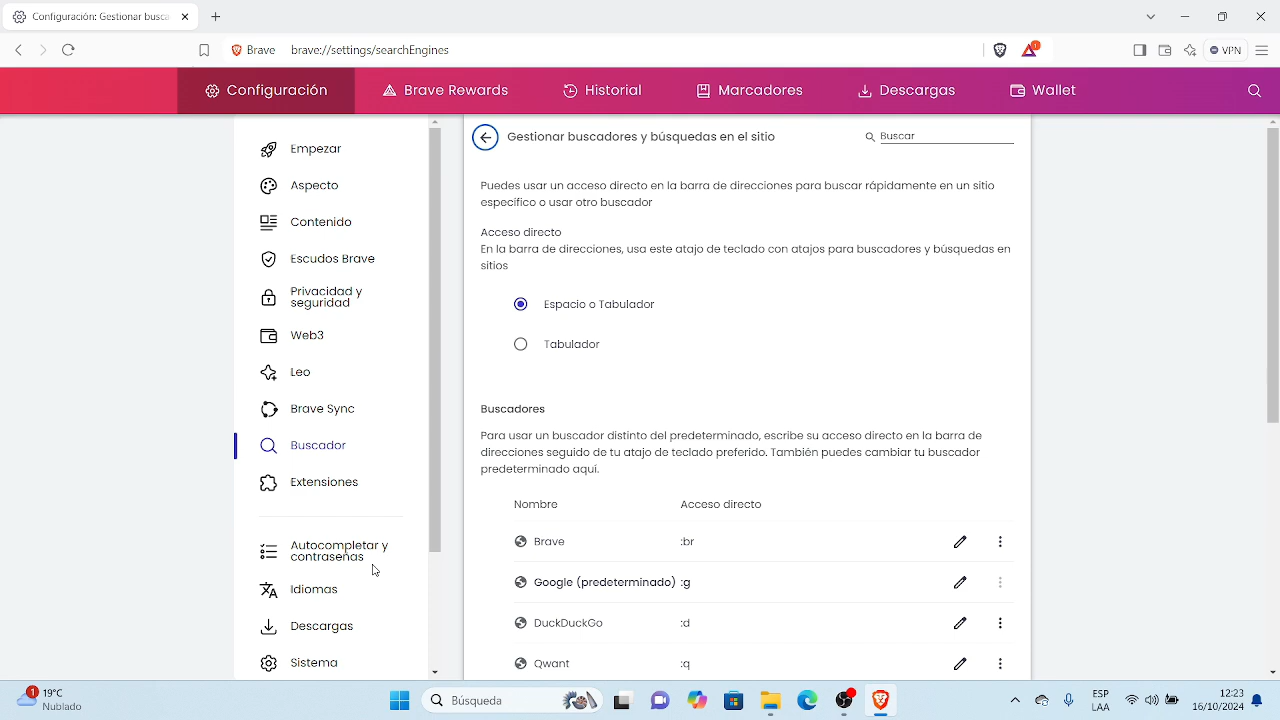 Configuración: Gestionar busca
Brave
brave://settings/searchEngines
1
VPN
Configuración
Brave Rewards
Historial
Marcadores
Descargas
Wallet
Empezar
Aspecto
Contenido
Escudos Brave
Privacidad y
seguridad
Web3
Leo
Brave Sync
Buscador
Extensiones
Autocompletar y
contraseñas
Idiomas
Descargas
Sistema
Gestionar buscadores y búsquedas en el sitio
Buscar
Puedes usar un acceso directo en la barra de direcciones para buscar rápidamente en un sitio
específico o usar otro buscador
Acceso directo
En la barra de direcciones, usa este atajo de teclado con atajos para buscadores y búsquedas en
sitios
Espacio o Tabulador
Tabulador
Buscadores
Para usar un buscador distinto del predeterminado, escribe su acceso directo en la barra de
direcciones seguido de tu atajo de teclado preferido. También puedes cambiar tu buscador
predeterminado aquí.
Nombre Acceso directo
Brave :br
Google (predeterminado) :g
DuckDuckGo :d
Qwant :q
1
19°C
Nublado
Búsqueda
ESP
LAA
12:23
16/10/2024